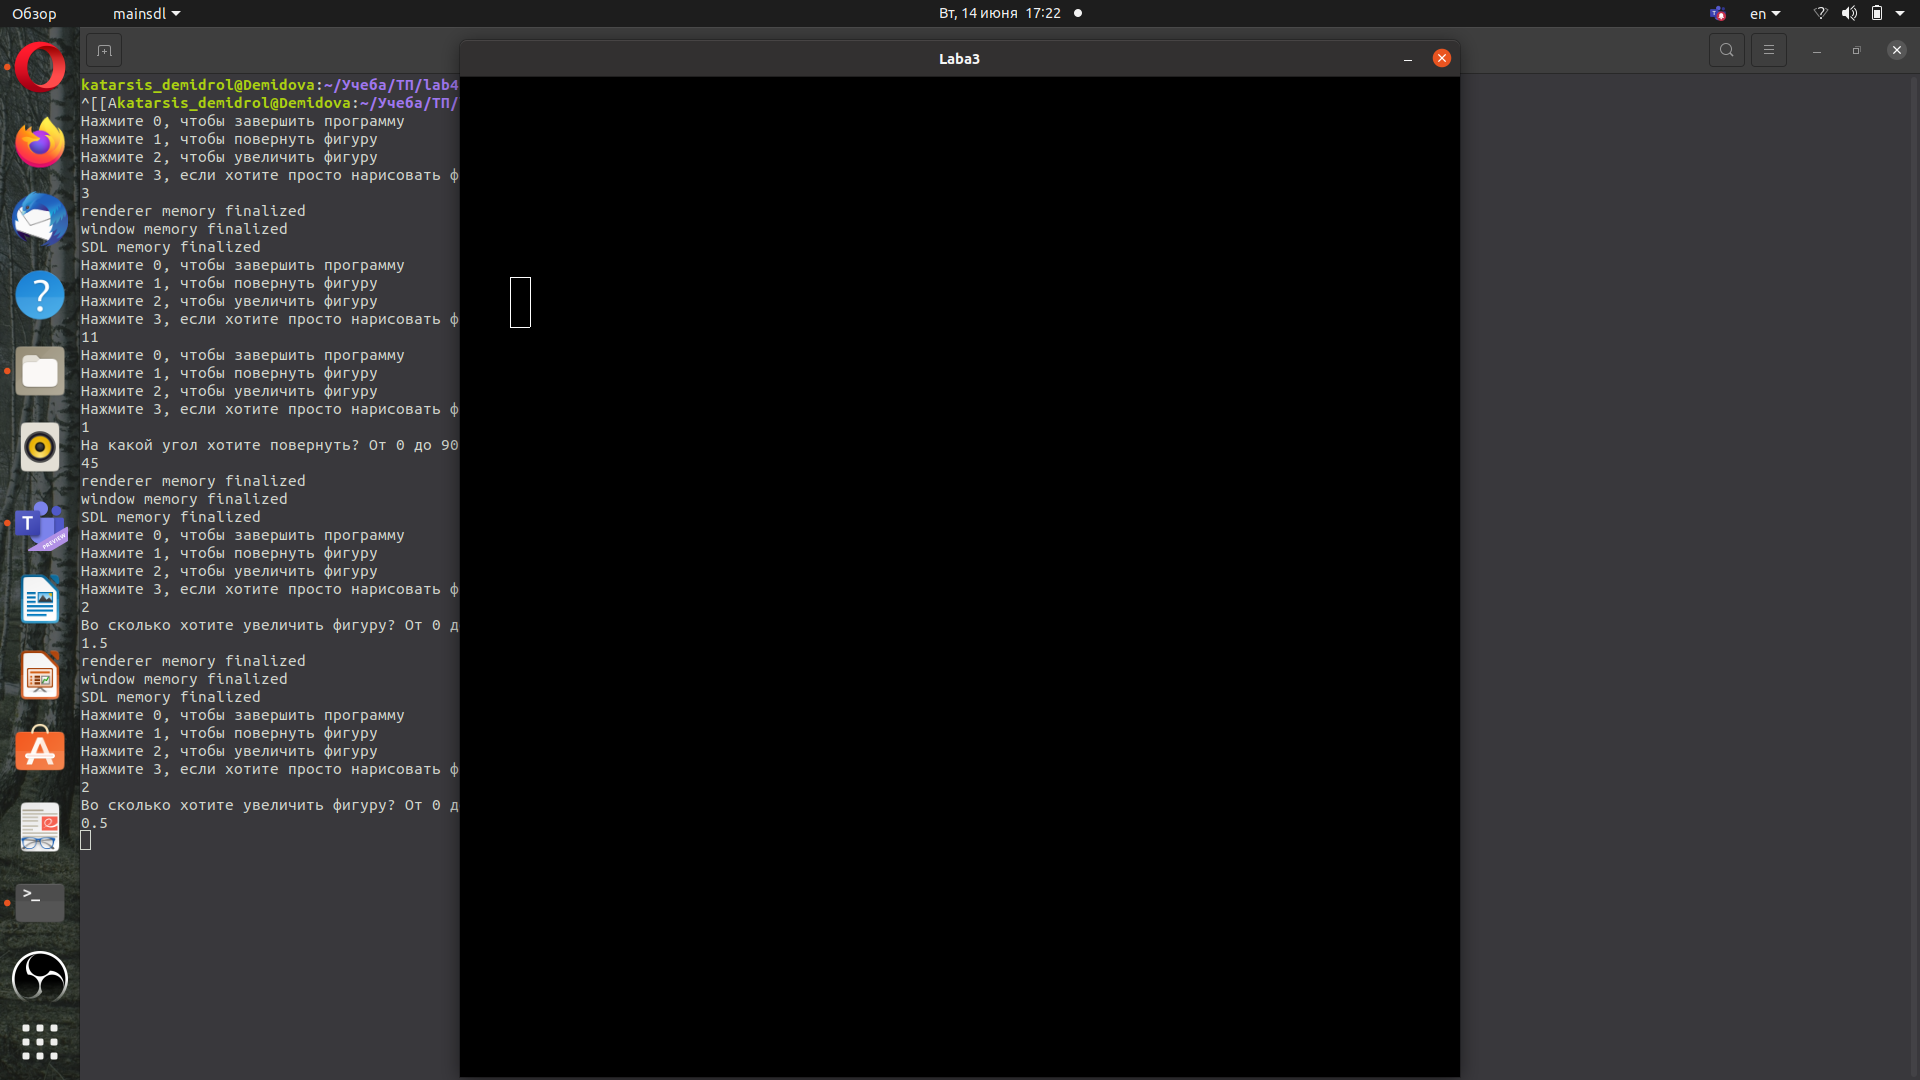 Обзор
mainsdl
Вт, 14 июня 17:22
en
Laba3
katarsis_demidrol@Demidova:~/Учеба/ТП/lab4
^[[Akatarsis_demidrol@Demidova:~/Учеба/ТП/
Нажмите 0, чтобы завершить программу
Нажмите 1, чтобы повернуть фигуру
Нажмите 2, чтобы увеличить фигуру
Нажмите 3, если хотите просто нарисовать ф
3
renderer memory finalized
window memory finalized
SDL memory finalized
Нажмите 0, чтобы завершить программу
Нажмите 1, чтобы повернуть фигуру
Нажмите 2, чтобы увеличить фигуру
Нажмите 3, если хотите просто нарисовать ф
11
Нажмите 0, чтобы завершить программу
Нажмите 1, чтобы повернуть фигуру
Нажмите 2, чтобы увеличить фигуру
Нажмите 3, если хотите просто нарисовать ф
1
На какой угол хотите повернуть? От 0 до 90
45
renderer memory finalized
window memory finalized
SDL memory finalized
Нажмите 0, чтобы завершить программу
Нажмите 1, чтобы повернуть фигуру
Нажмите 2, чтобы увеличить фигуру
Нажмите 3, если хотите просто нарисовать ф
2
Во сколько хотите увеличить фигуру? От 0 д
1.5
renderer memory finalized
window memory finalized
SDL memory finalized
Нажмите 0, чтобы завершить программу
Нажмите 1, чтобы повернуть фигуру
Нажмите 2, чтобы увеличить фигуру
Нажмите 3, если хотите просто нарисовать ф
2
Во сколько хотите увеличить фигуру? От 0 д
0.5
T
PREVIEW